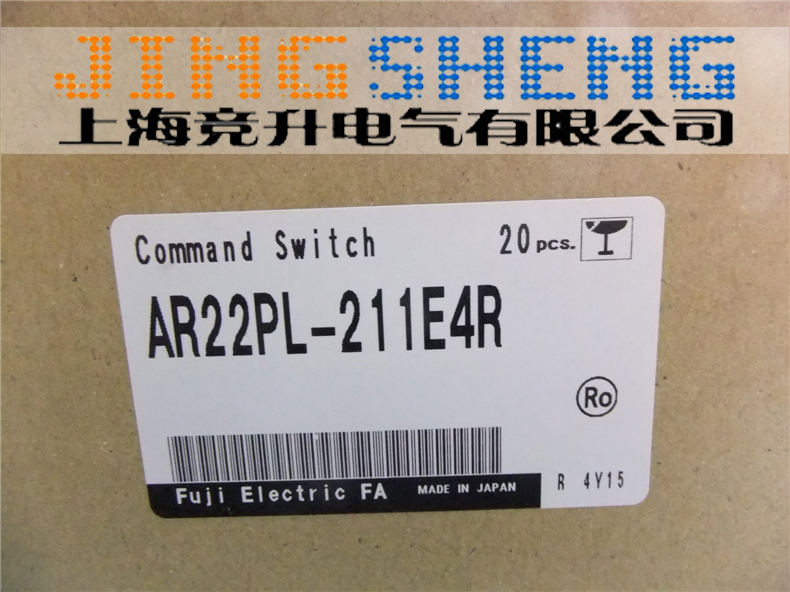 JINGSHENG
上海竞升电气有限公司
Command Switch 20 pcs.
AR22PL-211E4R
Ro
Fuji Electric FA MADE IN JAPAN R 4Y15